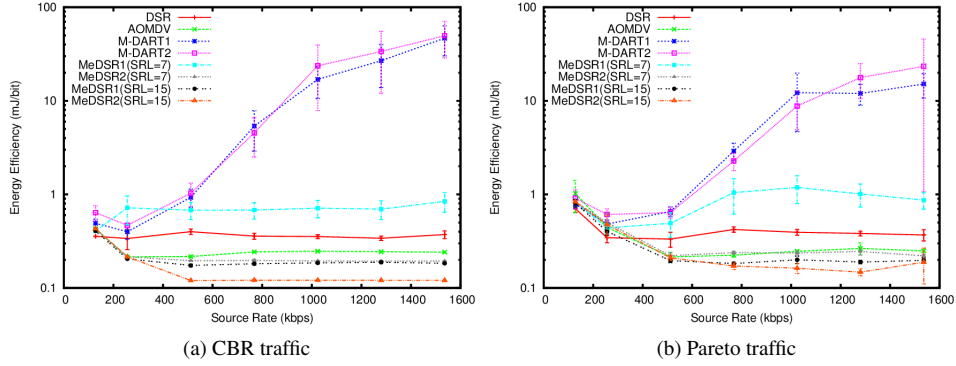 100
10
1
0.1
Energy Efficiency (mJ/bit)
DSR
AOMDV
M-DART1
M-DART2
MeDSR1(SRL=7)
MeDSR2(SRL=7)
MeDSR1(SRL=15)
MeDSR2(SRL=15)
0 200 400 600 800 1000 1200 1400 1600
Source Rate (kbps)
(a) CBR traffic
100
10
1
0.1
Energy Efficiency (mJ/bit)
DSR
AOMDV
M-DART1
M-DART2
MeDSR1(SRL=7)
MeDSR2(SRL=7)
MeDSR1(SRL=15)
MeDSR2(SRL=15)
0 200 400 600 800 1000 1200 1400 1600
Source Rate (kbps)
(b) Pareto traffic